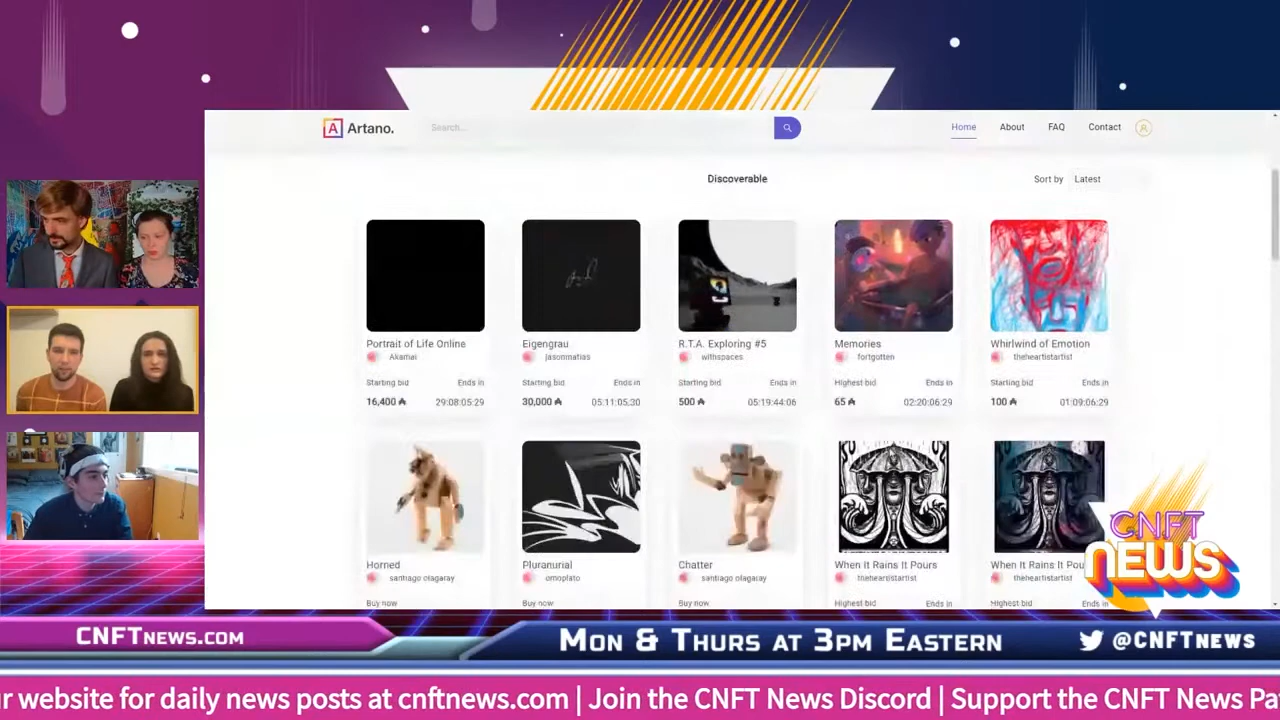 A Artano.
Search...
Home About FAQ Contact
Discoverable
Sort by Latest
Portrait of Life Online
Akamai
Starting bid Ends in
16,400 ₳ 29:08:05:29
Eigengrau
jasonmatias
Starting bid Ends in
30,000 ₳ 05:11:05:30
R.T.A. Exploring #5
withspaces
Starting bid Ends in
500 ₳ 05:19:44:06
Memories
fortgotten
Highest bid Ends in
65 ₳ 02:20:06:29
Whirlwind of Emotion
theheartistartist
Starting bid Ends in
100 ₳ 01:09:06:29
Horned
santiago olagaray
Buy now
Pluranurial
omoplato
Buy now
Chatter
santiago olagaray
Buy now
When It Rains It Pours
theheartistartist
Highest bid Ends in
When It Rains It Pou
theheartistartist
Highest bid Ends in
CNFT
NEWS
CNFTNEWS.COM
MON & THURS AT 3PM EASTERN
@CNFTNEWS
r website for daily news posts at cnftnews.com | Join the CNFT News Discord | Support the CNFT News Pa